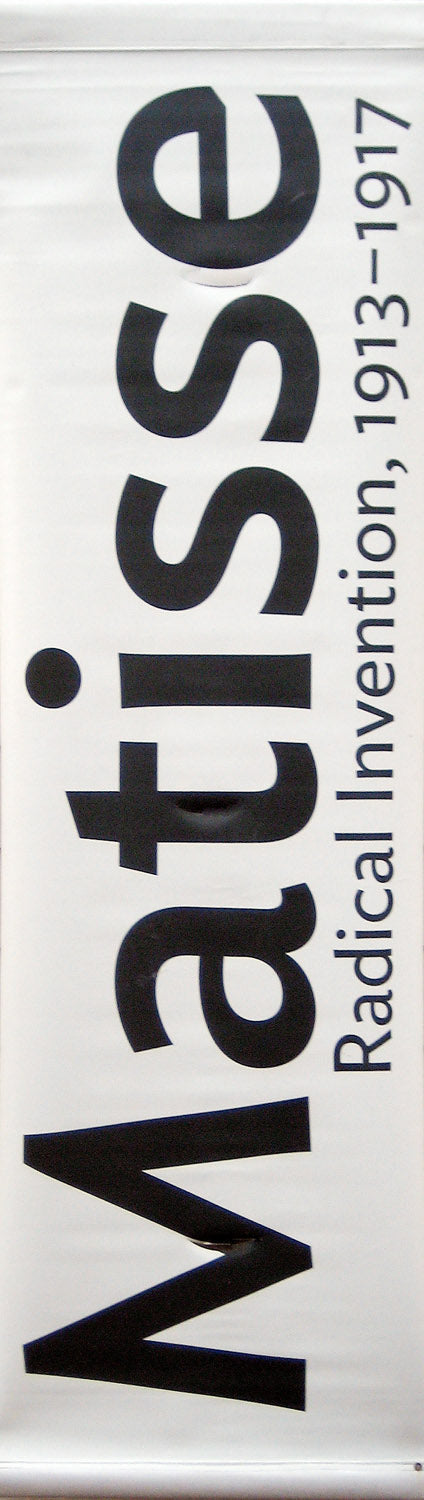 Matisse
Radical Invention, 1913–1917